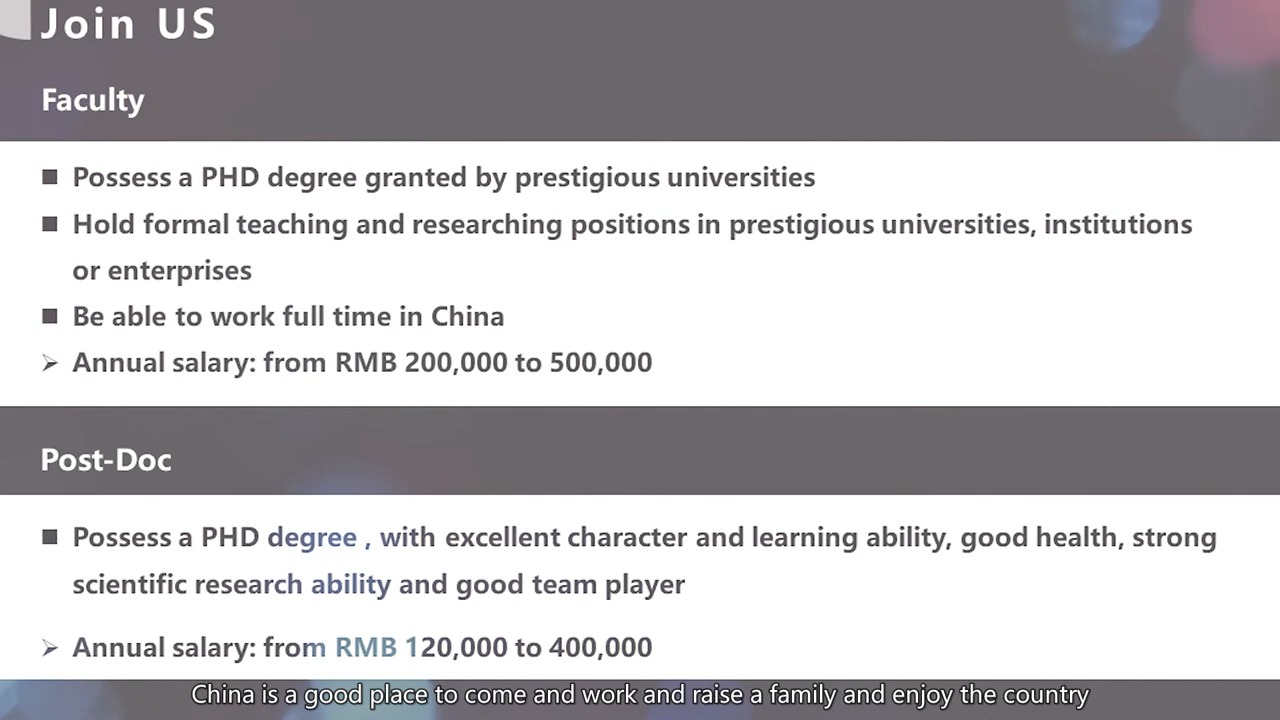 Join US
Faculty
■ Possess a PHD degree granted by prestigious universities
■ Hold formal teaching and researching positions in prestigious universities, institutions
or enterprises
■ Be able to work full time in China
➢ Annual salary: from RMB 200,000 to 500,000
Post-Doc
■ Possess a PHD degree , with excellent character and learning ability, good health, strong
scientific research ability and good team player
➢ Annual salary: from RMB 120,000 to 400,000
China is a good place to come and work and raise a family and enjoy the country